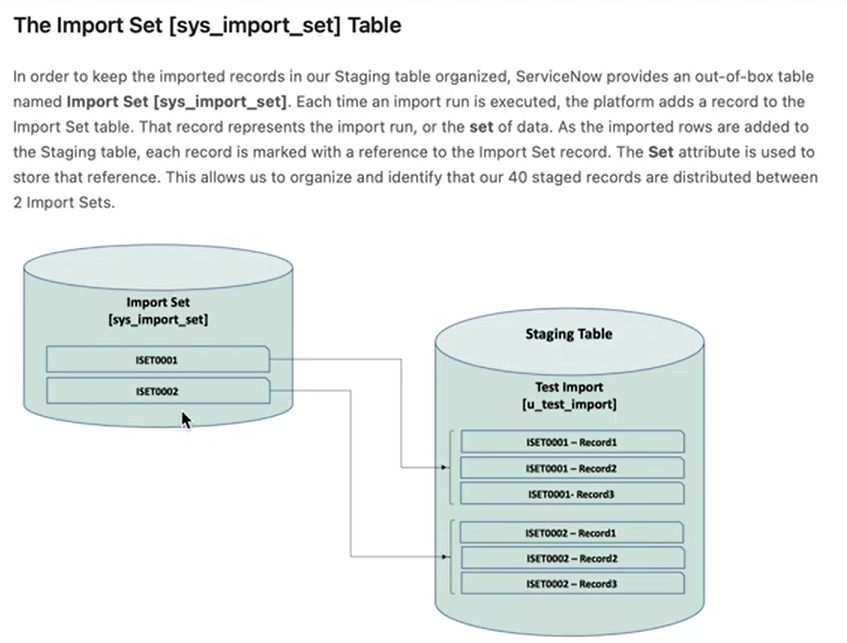 The Import Set [sys_import_set] Table
In order to keep the imported records in our Staging table organized, ServiceNow provides an out-of-box table
named Import Set [sys_import_set]. Each time an import run is executed, the platform adds a record to the
Import Set table. That record represents the import run, or the set of data. As the imported rows are added to
the Staging table, each record is marked with a reference to the Import Set record. The Set attribute is used to
store that reference. This allows us to organize and identify that our 40 staged records are distributed between
2 Import Sets.
Import Set
[sys_import_set]
ISET0001
ISET0002
Staging Table
Test Import
[u_test_import]
ISET0001 – Record1
ISET0001 – Record2
ISET0001- Record3
ISET0002 – Record1
ISET0002 – Record2
ISET0002 – Record3